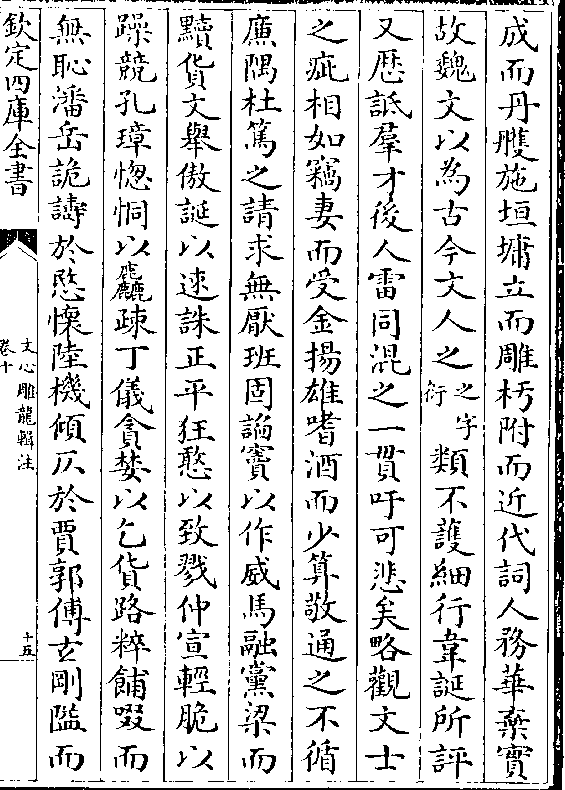 成而丹雘施垣墉立而雕杇附而近代詞人務華棄實
故魏文以為古今文人之之字衍類不護細行韋誕所評
又歴詆羣才後人雷同混之一貫吁可悲矣略觀文士
之疵相如竊妻而受金揚雄嗜酒而少算敬通之不循
廉隅杜篤之請求無厭班固諂竇以作威馬融黨梁而
黷貨文舉傲誕以速誅正平狂憨以致戮仲宣輕脆以
躁競孔璋惚恫以麤疎丁儀貪婪以乞貨路粹餔啜而
無恥潘岳詭譸於愍懷陸機傾仄於賈郭傅玄剛隘而
欽定四庫全書
文心雕龍輯注
卷十
十五